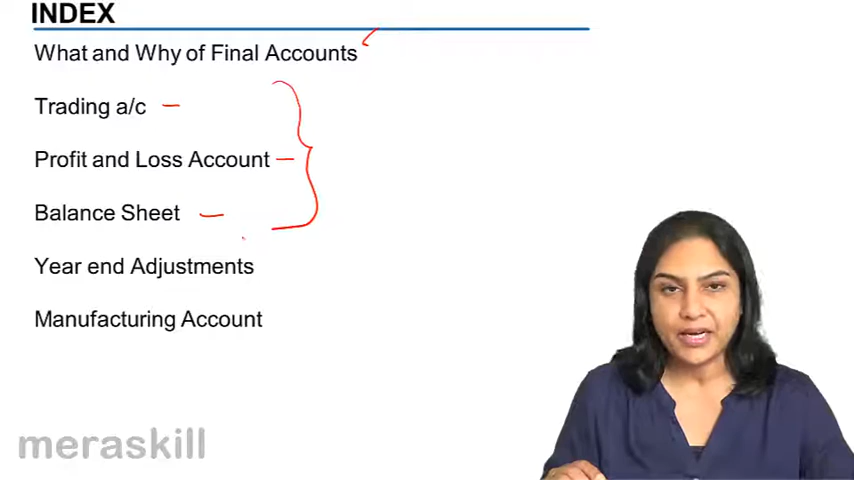 INDEX
What and Why of Final Accounts
Trading a/c
Profit and Loss Account
Balance Sheet
Year end Adjustments
Manufacturing Account
meraskill